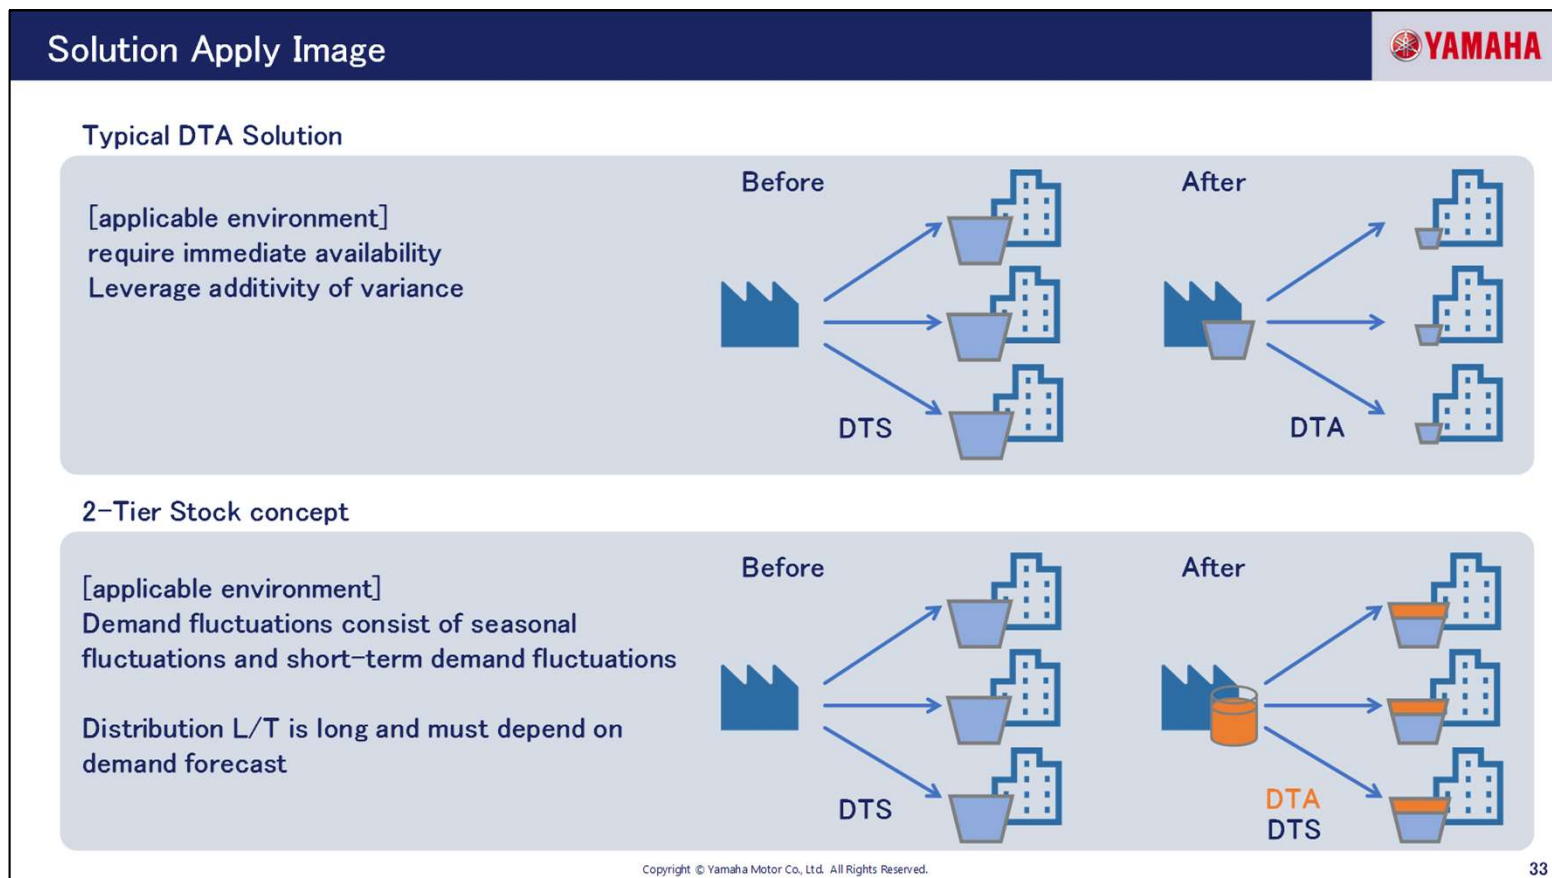 Solution Apply Image
YAMAHA
Typical DTA Solution
[applicable environment]
require immediate availability
Leverage additivity of variance
Before
DTS
After
DTA
2-Tier Stock concept
[applicable environment]
Demand fluctuations consist of seasonal
fluctuations and short-term demand fluctuations
Distribution L/T is long and must depend on
demand forecast
Before
DTS
After
DTA
DTS
Copyright © Yamaha Motor Co., Ltd. All Rights Reserved.
33